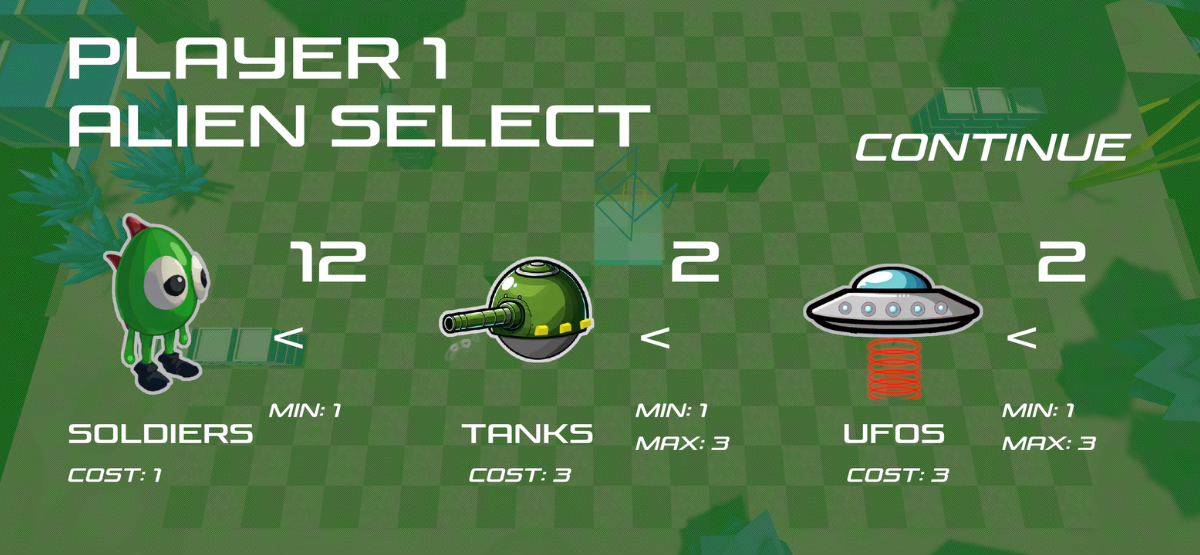 PLAYER 1
ALIEN SELECT
CONTINUE
12
<
MIN: 1
SOLDIERS
COST: 1
2
<
MIN: 1
MAX: 3
TANKS
COST: 3
2
<
MIN: 1
MAX: 3
UFOS
COST: 3